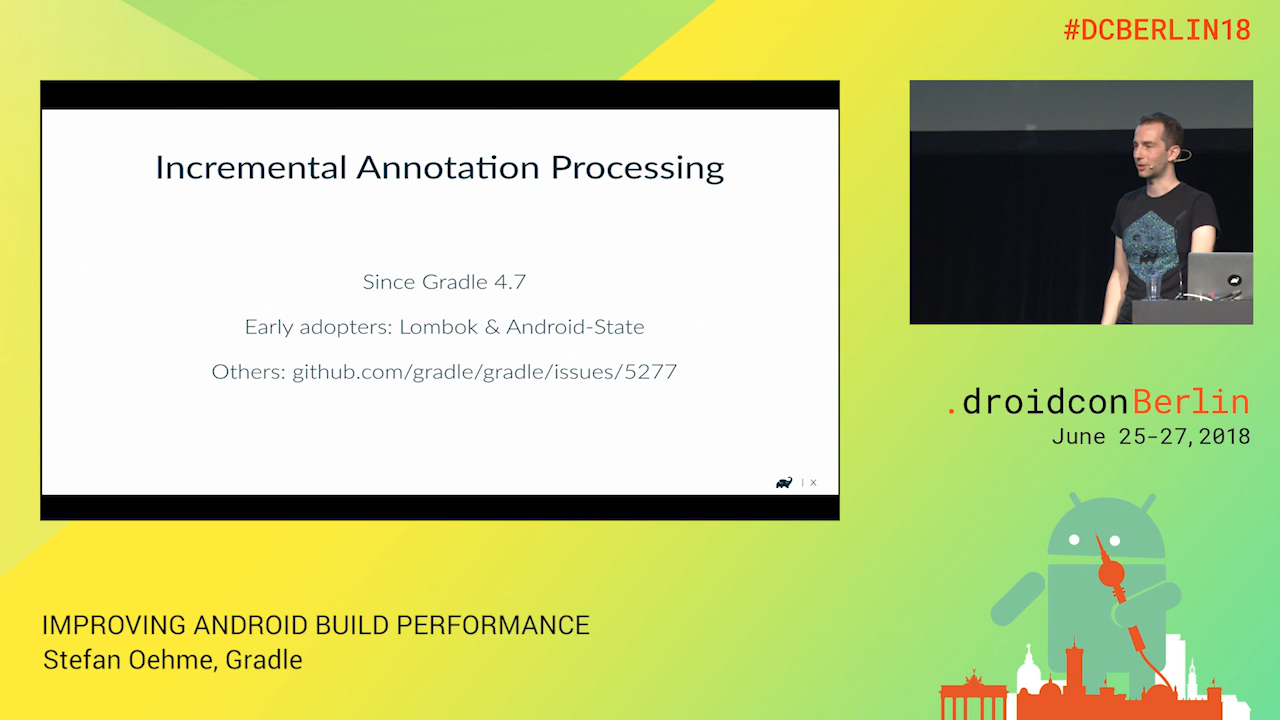 #DCBERLIN18
Incremental Annotation Processing
Since Gradle 4.7
Early adopters: Lombok & Android-State
Others: github.com/gradle/gradle/issues/5277
| X
.droidconBerlin
June 25-27, 2018
IMPROVING ANDROID BUILD PERFORMANCE
Stefan Oehme, Gradle